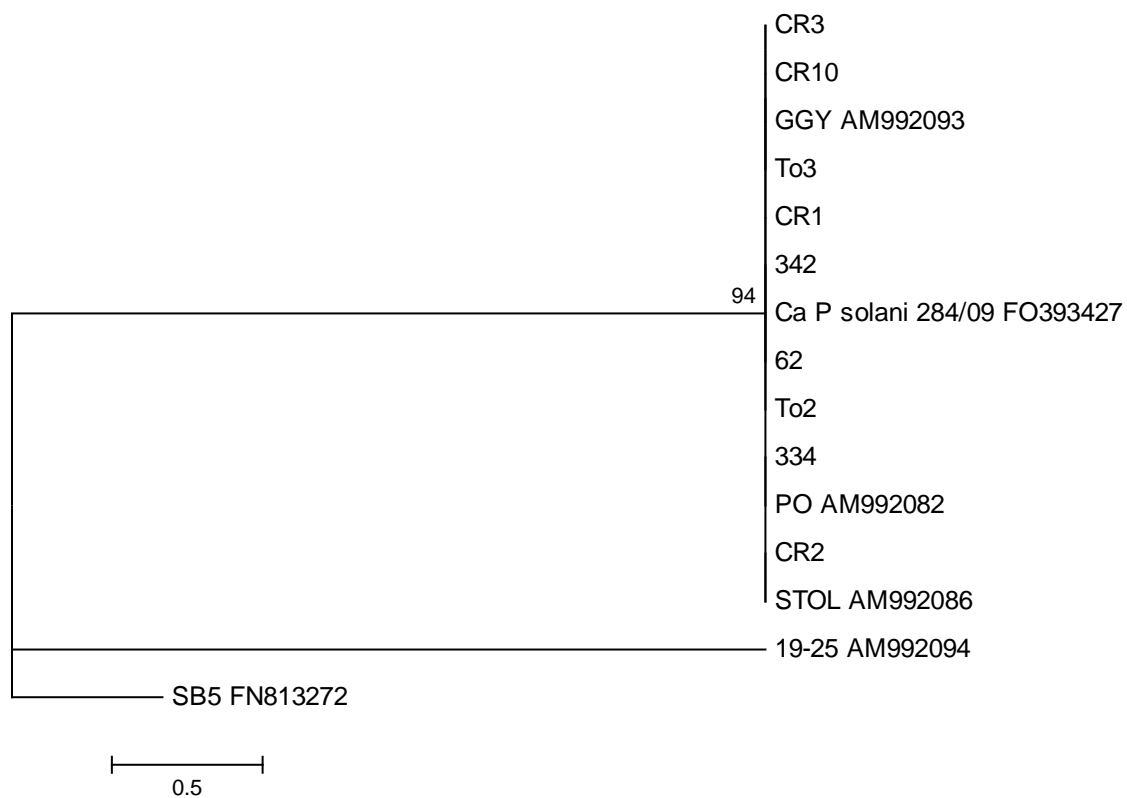 CR3
CR10
GGY AM992093
To3
CR1
342
94
Ca P solani 284/09 FO393427
62
To2
334
PO AM992082
CR2
STOL AM992086
19-25 AM992094
SB5 FN813272
0.5